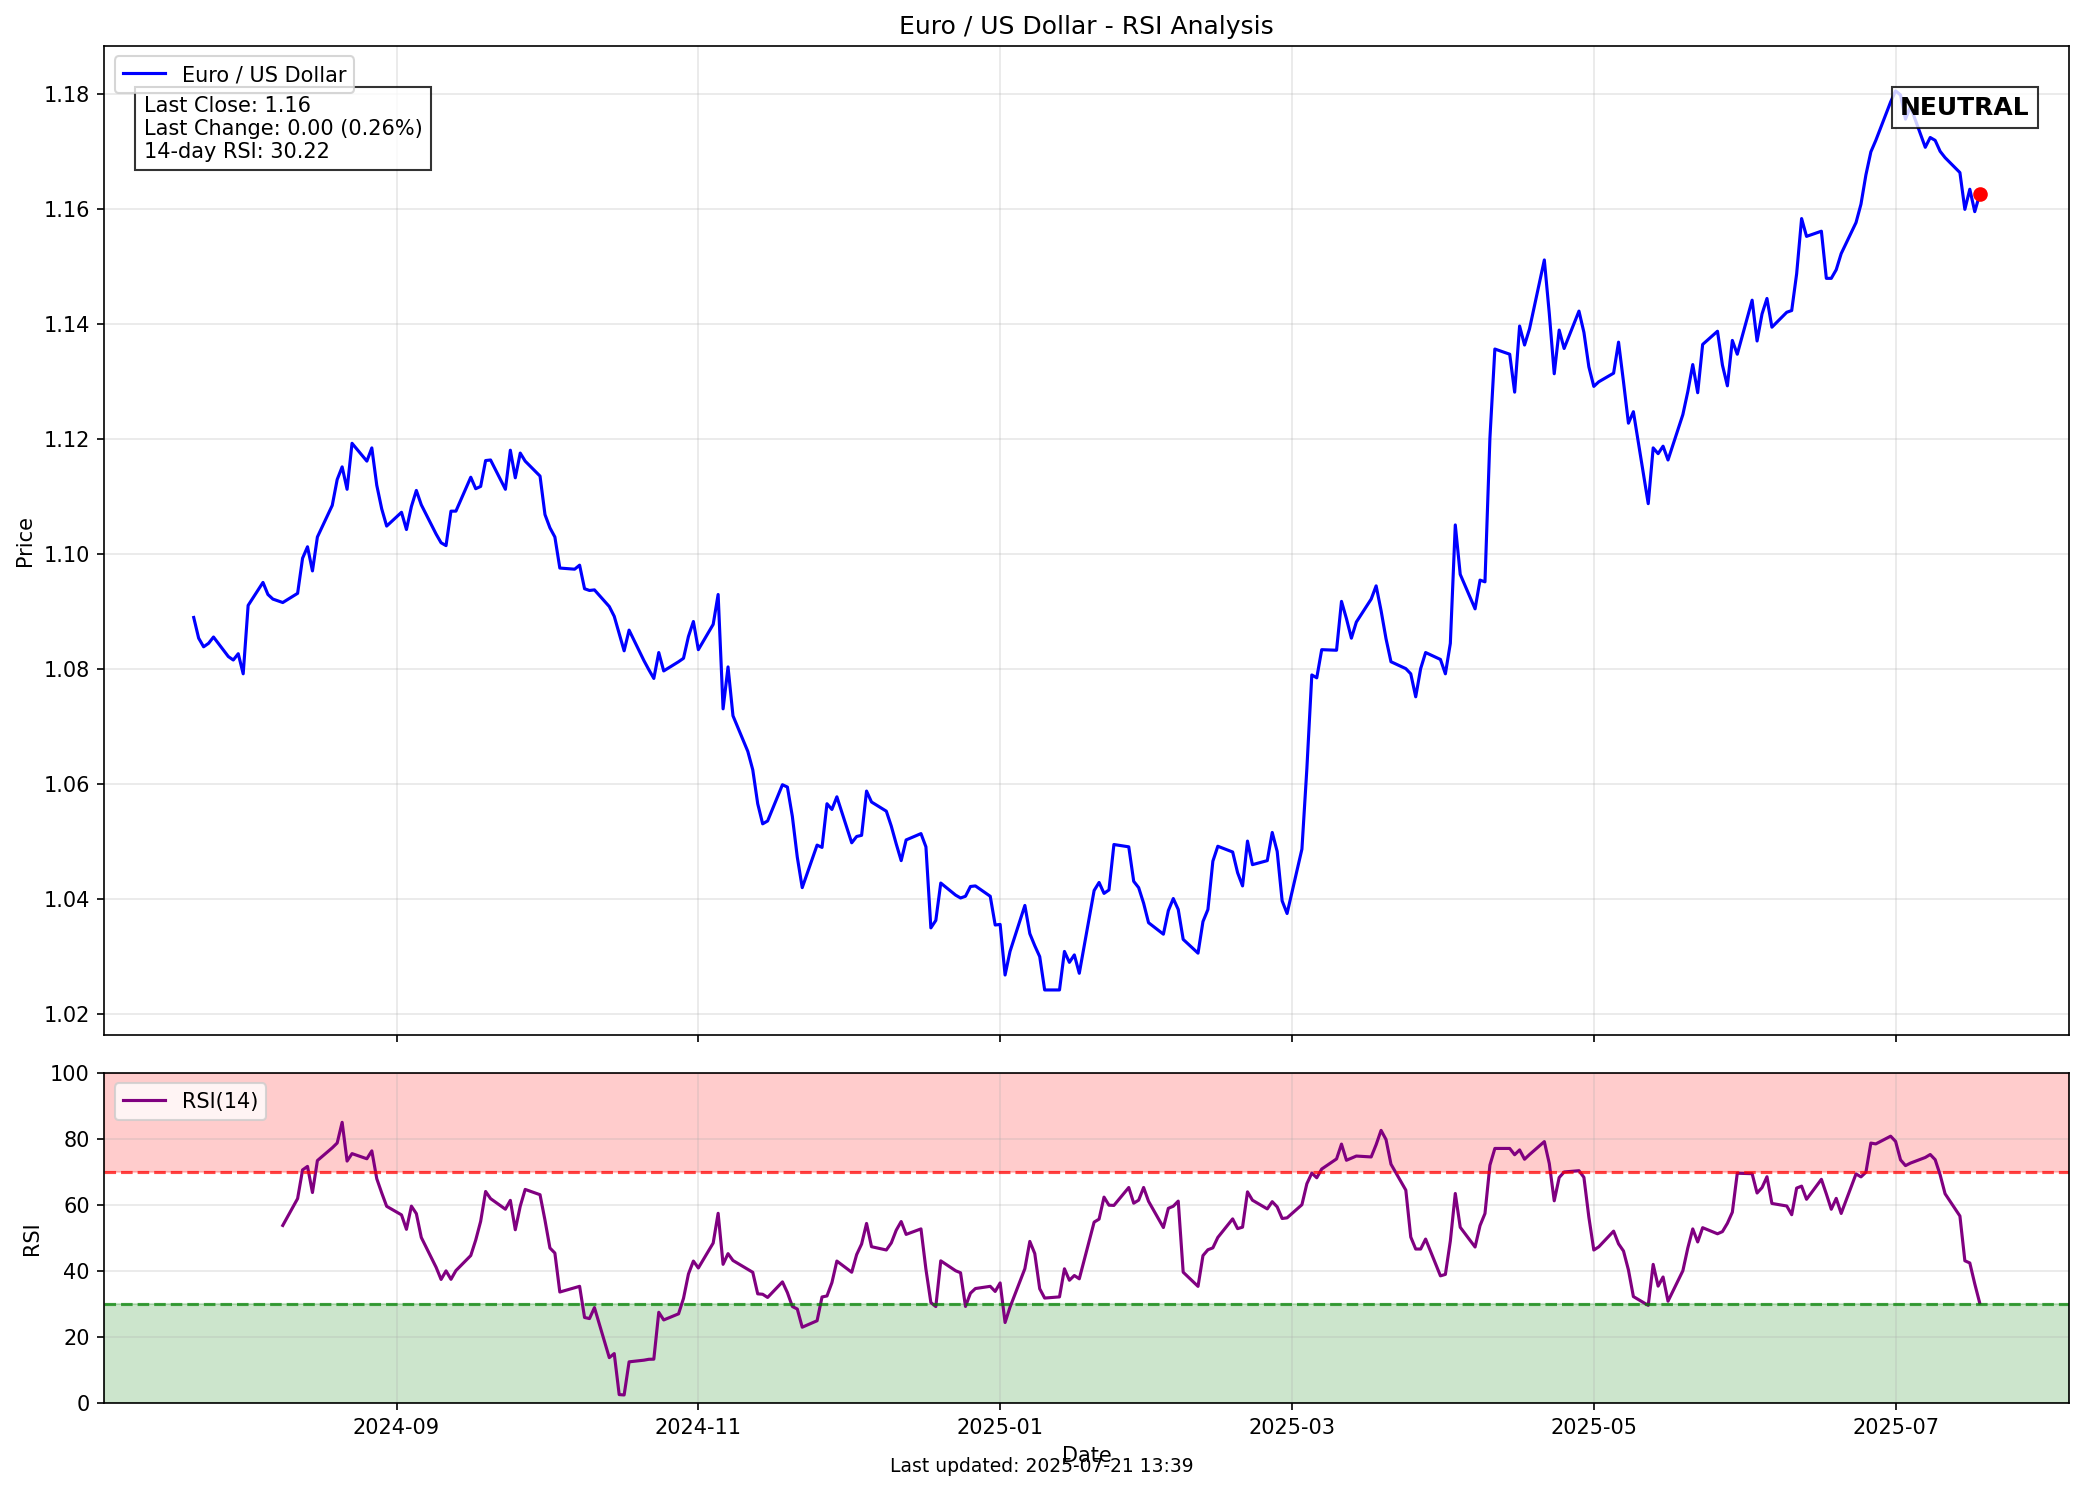 Euro / US Dollar - RSI Analysis
Euro / US Dollar
Last Close: 1.16
Last Change: 0.00 (0.26%)
14-day RSI: 30.22
NEUTRAL
Price
1.18
1.16
1.14
1.12
1.10
1.08
1.06
1.04
1.02
RSI(14)
RSI
100
80
60
40
20
0
2024-09
2024-11
2025-01
2025-03
2025-05
2025-07
Date
Last updated: 2025-07-21 13:39